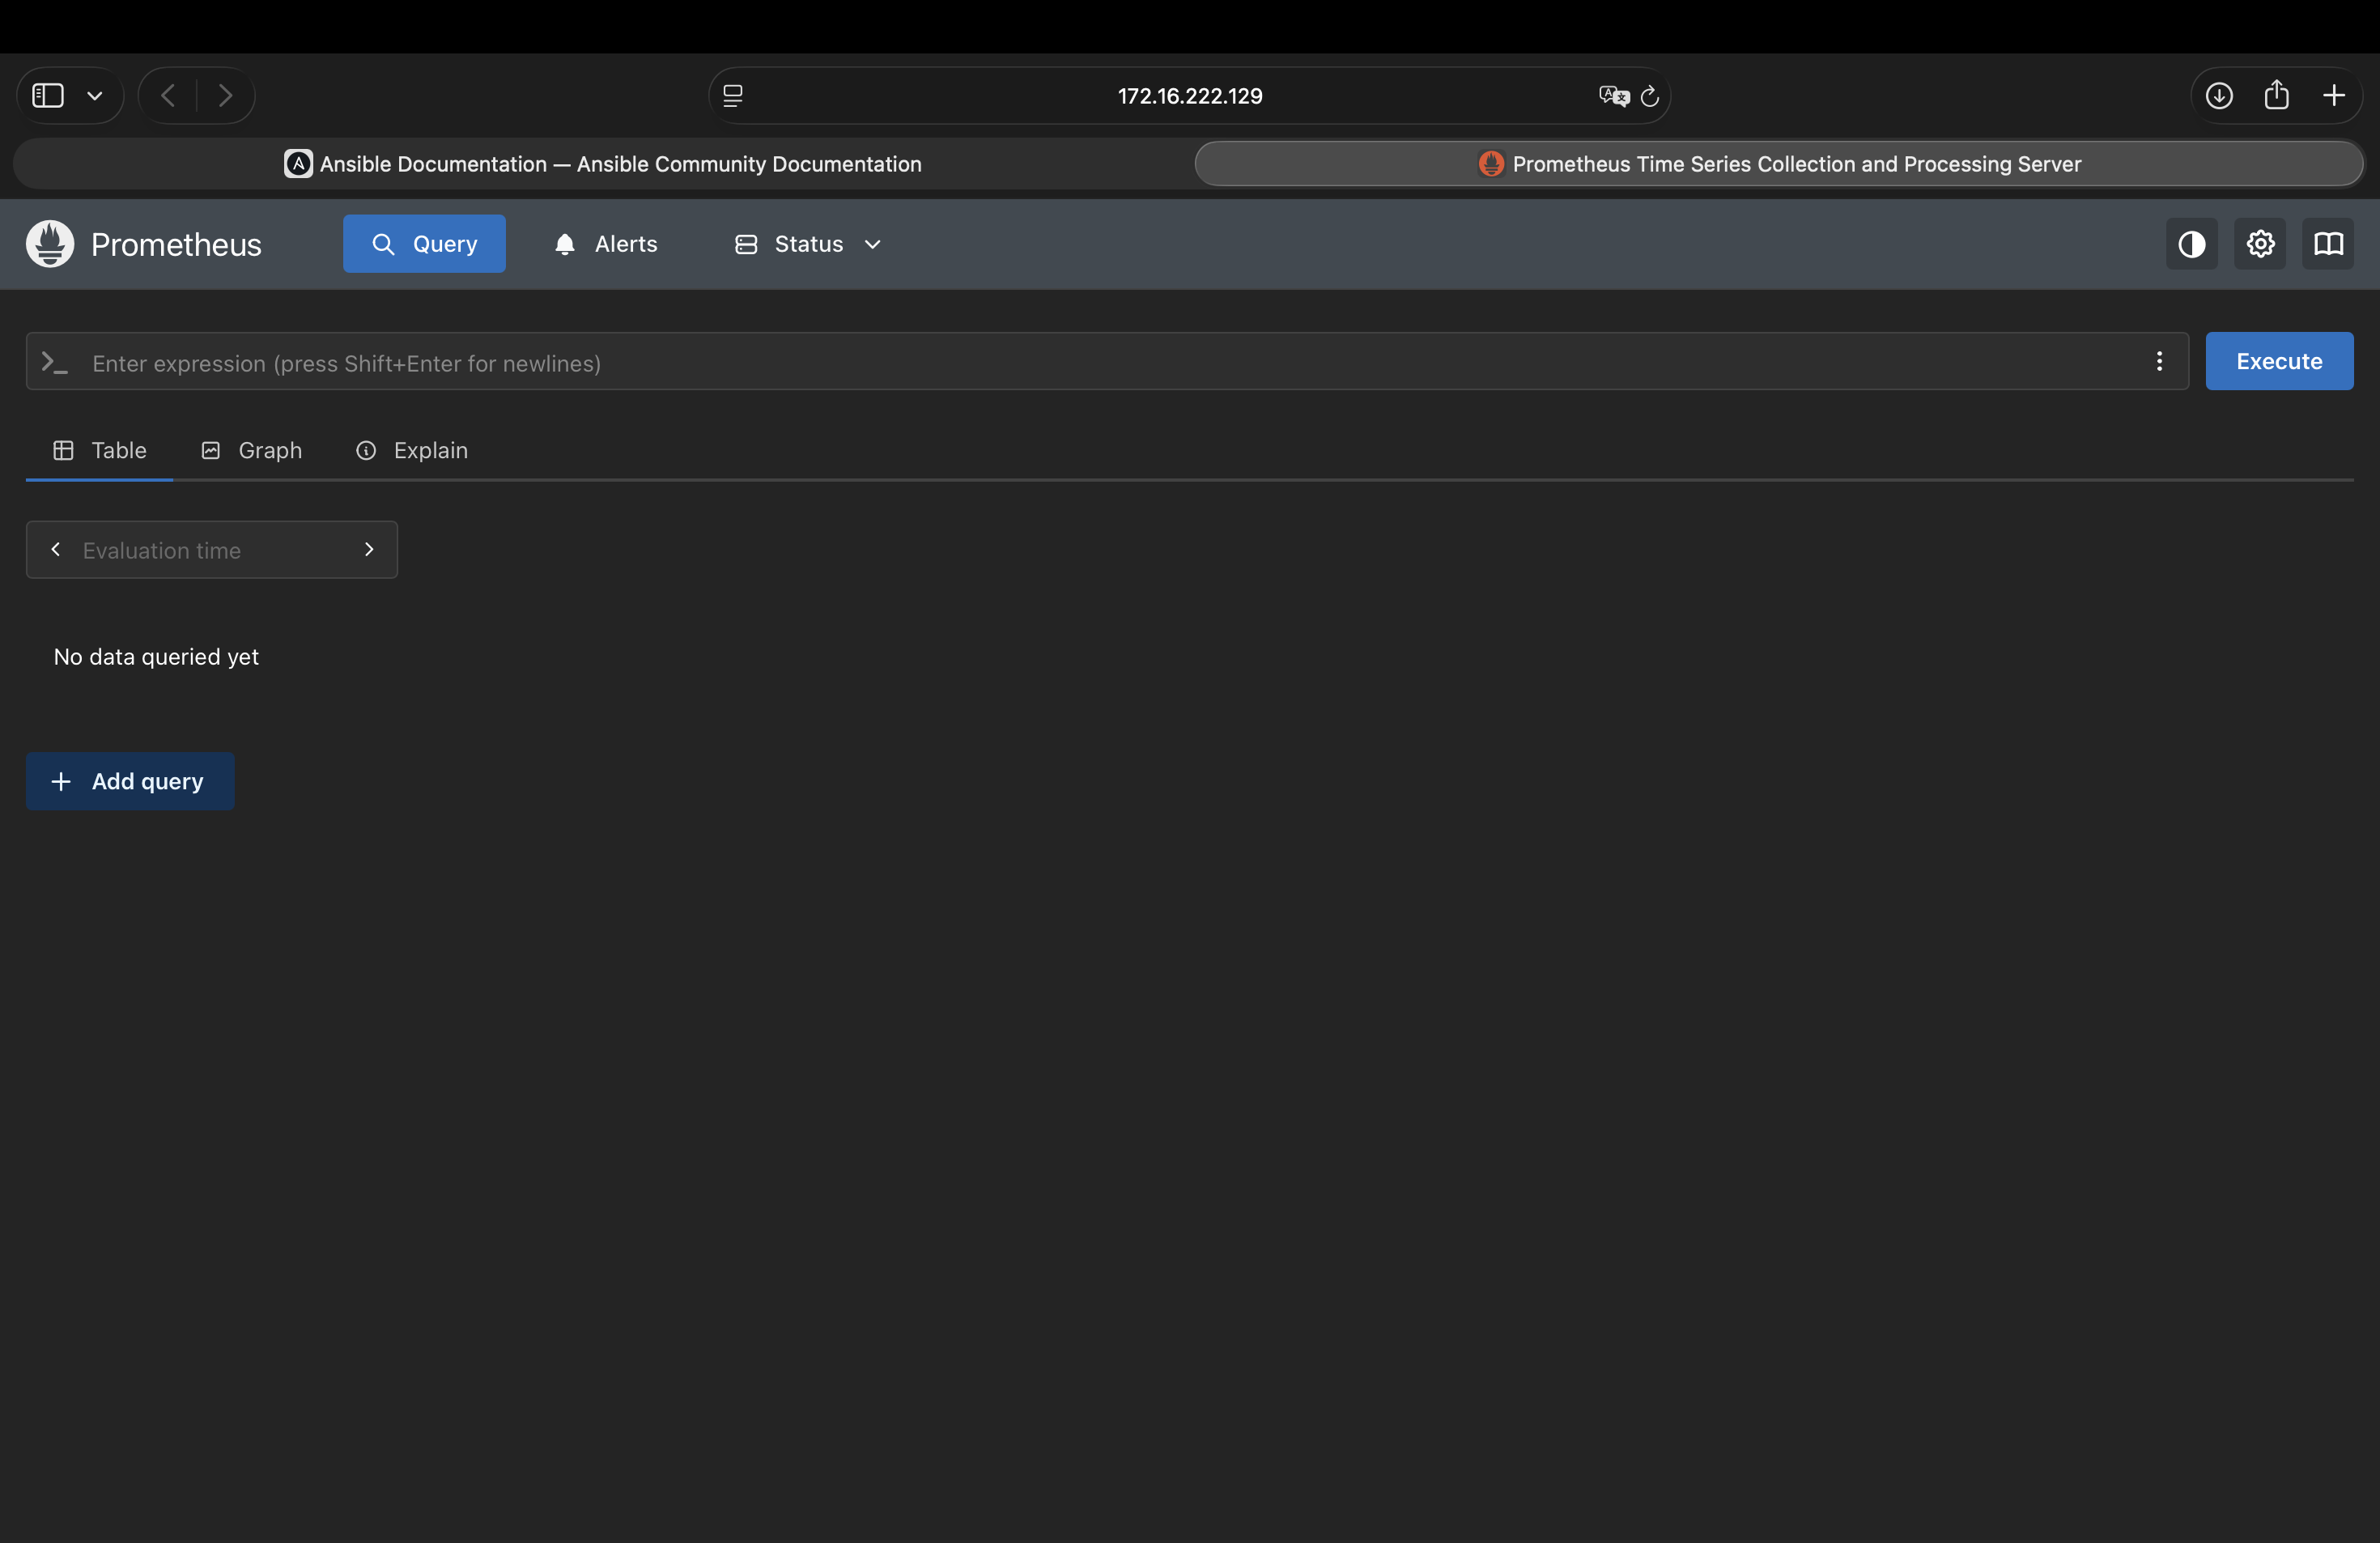 172.16.222.129
Ansible Documentation — Ansible Community Documentation
Prometheus Time Series Collection and Processing Server
Prometheus Query Alerts Status
Enter expression (press Shift+Enter for newlines) Execute
Table Graph Explain
Evaluation time
No data queried yet
Add query